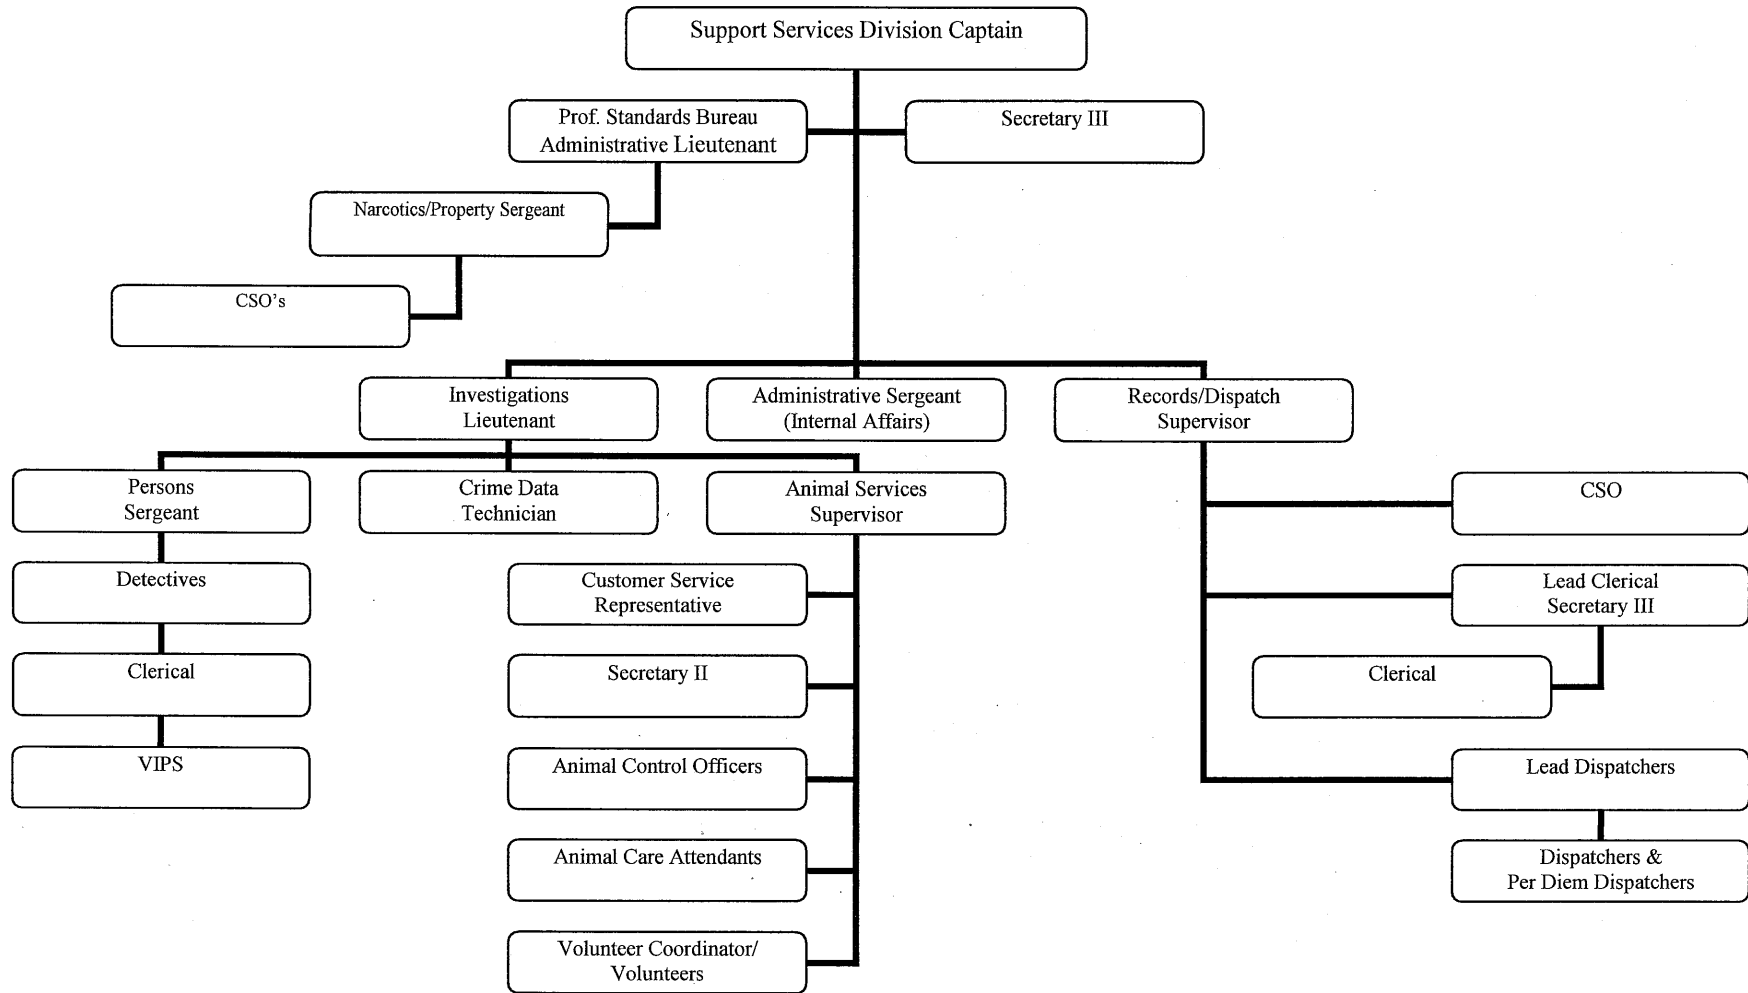 Support Services Division Captain
Prof. Standards Bureau
Administrative Lieutenant
Secretary III
Narcotics/Property Sergeant
CSO's
Investigations
Lieutenant
Administrative Sergeant
(Internal Affairs)
Records/Dispatch
Supervisor
Persons
Sergeant
Crime Data
Technician
Animal Services
Supervisor
CSO
Detectives
Customer Service
Representative
Lead Clerical
Secretary III
Clerical
Secretary II
Clerical
VIPS
Animal Control Officers
Lead Dispatchers
Animal Care Attendants
Dispatchers &
Per Diem Dispatchers
Volunteer Coordinator/
Volunteers